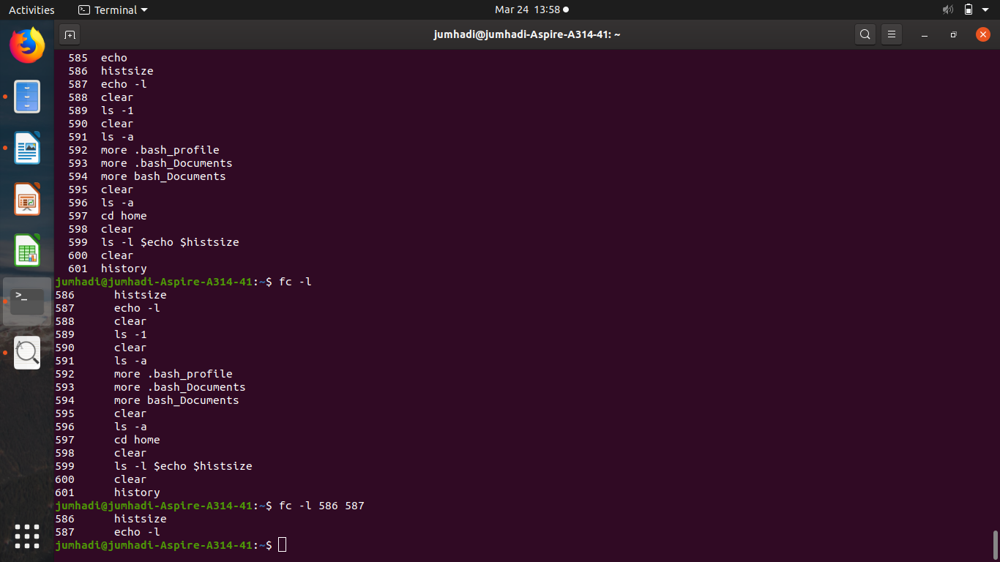 Activities Terminal Mar 24 13:58
jumhadi@jumhadi-Aspire-A314-41: ~
585 echo
586 histsize
587 echo -l
588 clear
589 ls -1
590 clear
591 ls -a
592 more .bash_profile
593 more .bash_Documents
594 more bash_Documents
595 clear
596 ls -a
597 cd home
598 clear
599 ls -l $echo $histsize
600 clear
601 history
jumhadi@jumhadi-Aspire-A314-41:~$ fc -l
586 histsize
587 echo -l
588 clear
589 ls -1
590 clear
591 ls -a
592 more .bash_profile
593 more .bash_Documents
594 more bash_Documents
595 clear
596 ls -a
597 cd home
598 clear
599 ls -l $echo $histsize
600 clear
601 history
jumhadi@jumhadi-Aspire-A314-41:~$ fc -l 586 587
586 histsize
587 echo -l
jumhadi@jumhadi-Aspire-A314-41:~$